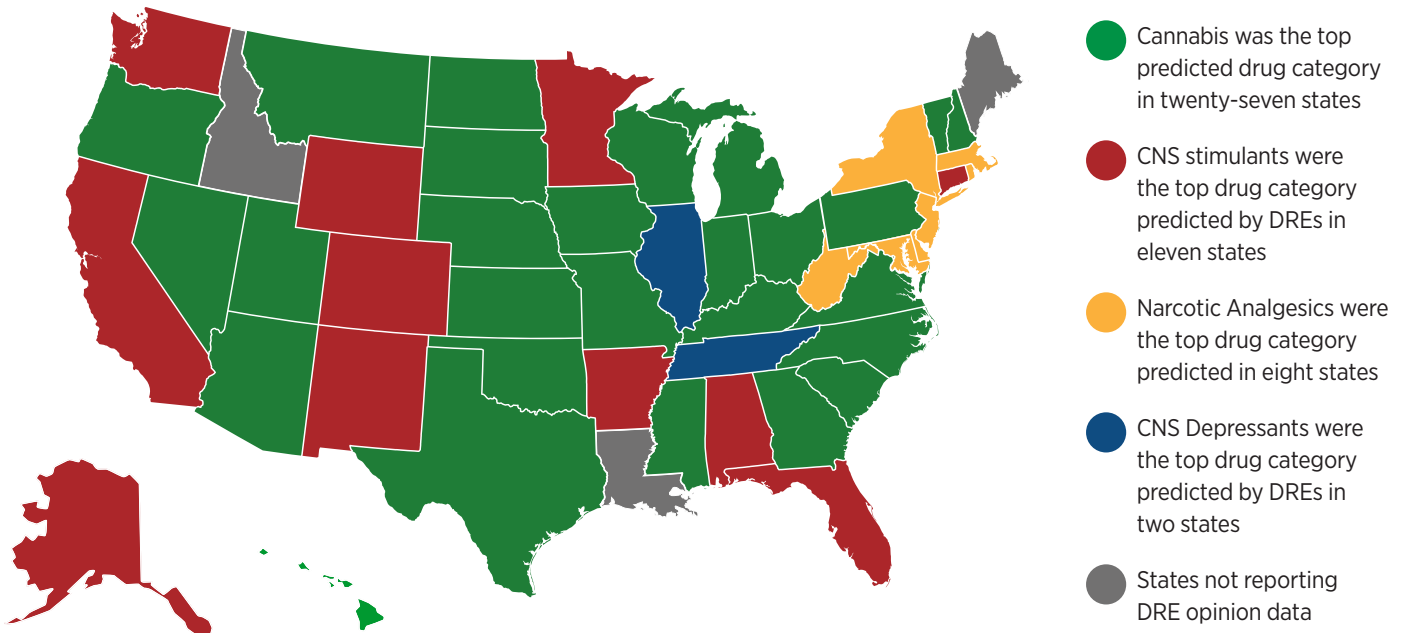 Cannabis was the top
predicted drug category
in twenty-seven states
CNS stimulants were
the top drug category
predicted by DREs in
eleven states
Narcotic Analgesics were
the top drug category
predicted in eight states
CNS Depressants were
the top drug category
predicted by DREs in
two states
States not reporting
DRE opinion data